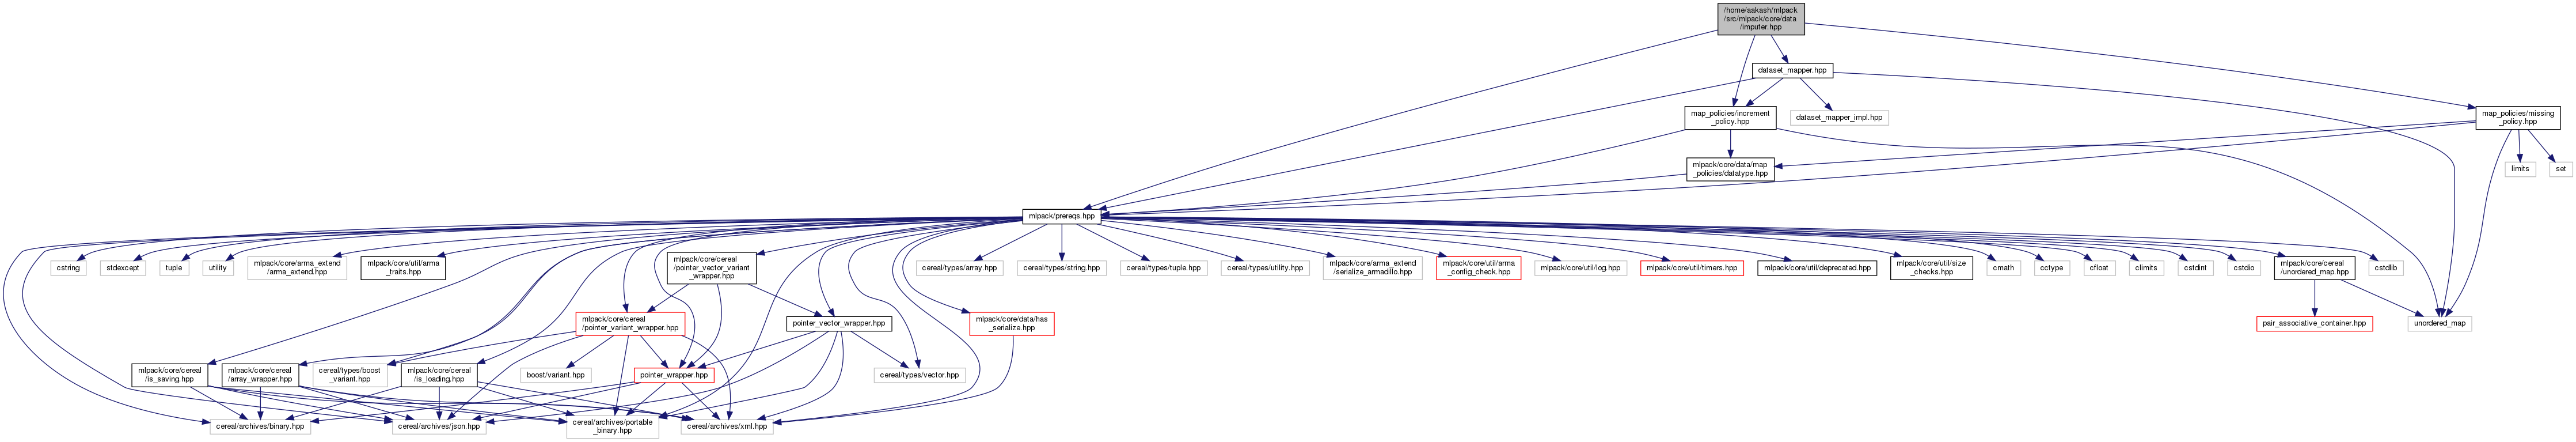 /home/aakash/mlpack
/src/mlpack/core/data
/imputer.hpp
dataset_mapper.hpp
map_policies/increment
_policy.hpp
dataset_mapper_impl.hpp
map_policies/missing
_policy.hpp
mlpack/core/data/map
_policies/datatype.hpp
limits
set
mlpack/prereqs.hpp
cstring
stdexcept
tuple
utility
mlpack/core/arma_extend
/arma_extend.hpp
mlpack/core/util/arma
_traits.hpp
mlpack/core/cereal
/pointer_vector_variant
_wrapper.hpp
cereal/types/array.hpp
cereal/types/string.hpp
cereal/types/tuple.hpp
cereal/types/utility.hpp
mlpack/core/arma_extend
/serialize_armadillo.hpp
mlpack/core/util/arma
_config_check.hpp
mlpack/core/util/log.hpp
mlpack/core/util/timers.hpp
mlpack/core/util/deprecated.hpp
mlpack/core/util/size
_checks.hpp
cmath
cctype
cfloat
climits
cstdint
cstdio
mlpack/core/cereal
/unordered_map.hpp
cstdlib
mlpack/core/cereal
/pointer_variant_wrapper.hpp
pointer_vector_wrapper.hpp
mlpack/core/data/has
_serialize.hpp
pair_associative_container.hpp
unordered_map
mlpack/core/cereal
/is_saving.hpp
mlpack/core/cereal
/array_wrapper.hpp
cereal/types/boost
_variant.hpp
mlpack/core/cereal
/is_loading.hpp
boost/variant.hpp
pointer_wrapper.hpp
cereal/types/vector.hpp
cereal/archives/binary.hpp
cereal/archives/json.hpp
cereal/archives/portable
_binary.hpp
cereal/archives/xml.hpp